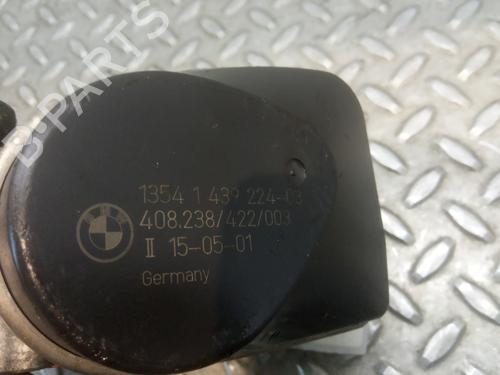 B-PARTS
1354 1 439 224-03
408.238/422/003
II 15-05-01
Germany